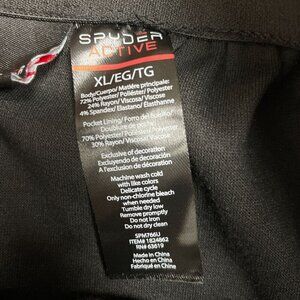 SPYDER
ACTIVE
XL/EG/TG
Body/Cuerpo/ Matière principale:
72% Polyester/ Poliéster/ Polyester
24% Rayon/ Viscosa/ Viscose
4% Spandex/ Elastano/ Élasthanne
Pocket Lining/ Forro del Bolsillo/
Doublure de poche:
70% Polyester/ Poliéster/ Polyester
30% Rayon/ Viscosa/ Viscose
Exclusive of decoration
Excluyendo de decoración
À l'exclusion de décoration
Machine wash cold
with like colors
Delicate cycle
Only non-chlorine bleach
when needed
Tumble dry low
Remove promptly
Do not iron
Do not dry clean
SPM766U
ITEM# 1824862
RN# 63619
Made in China
Hecho en China
Fabriqué en Chine